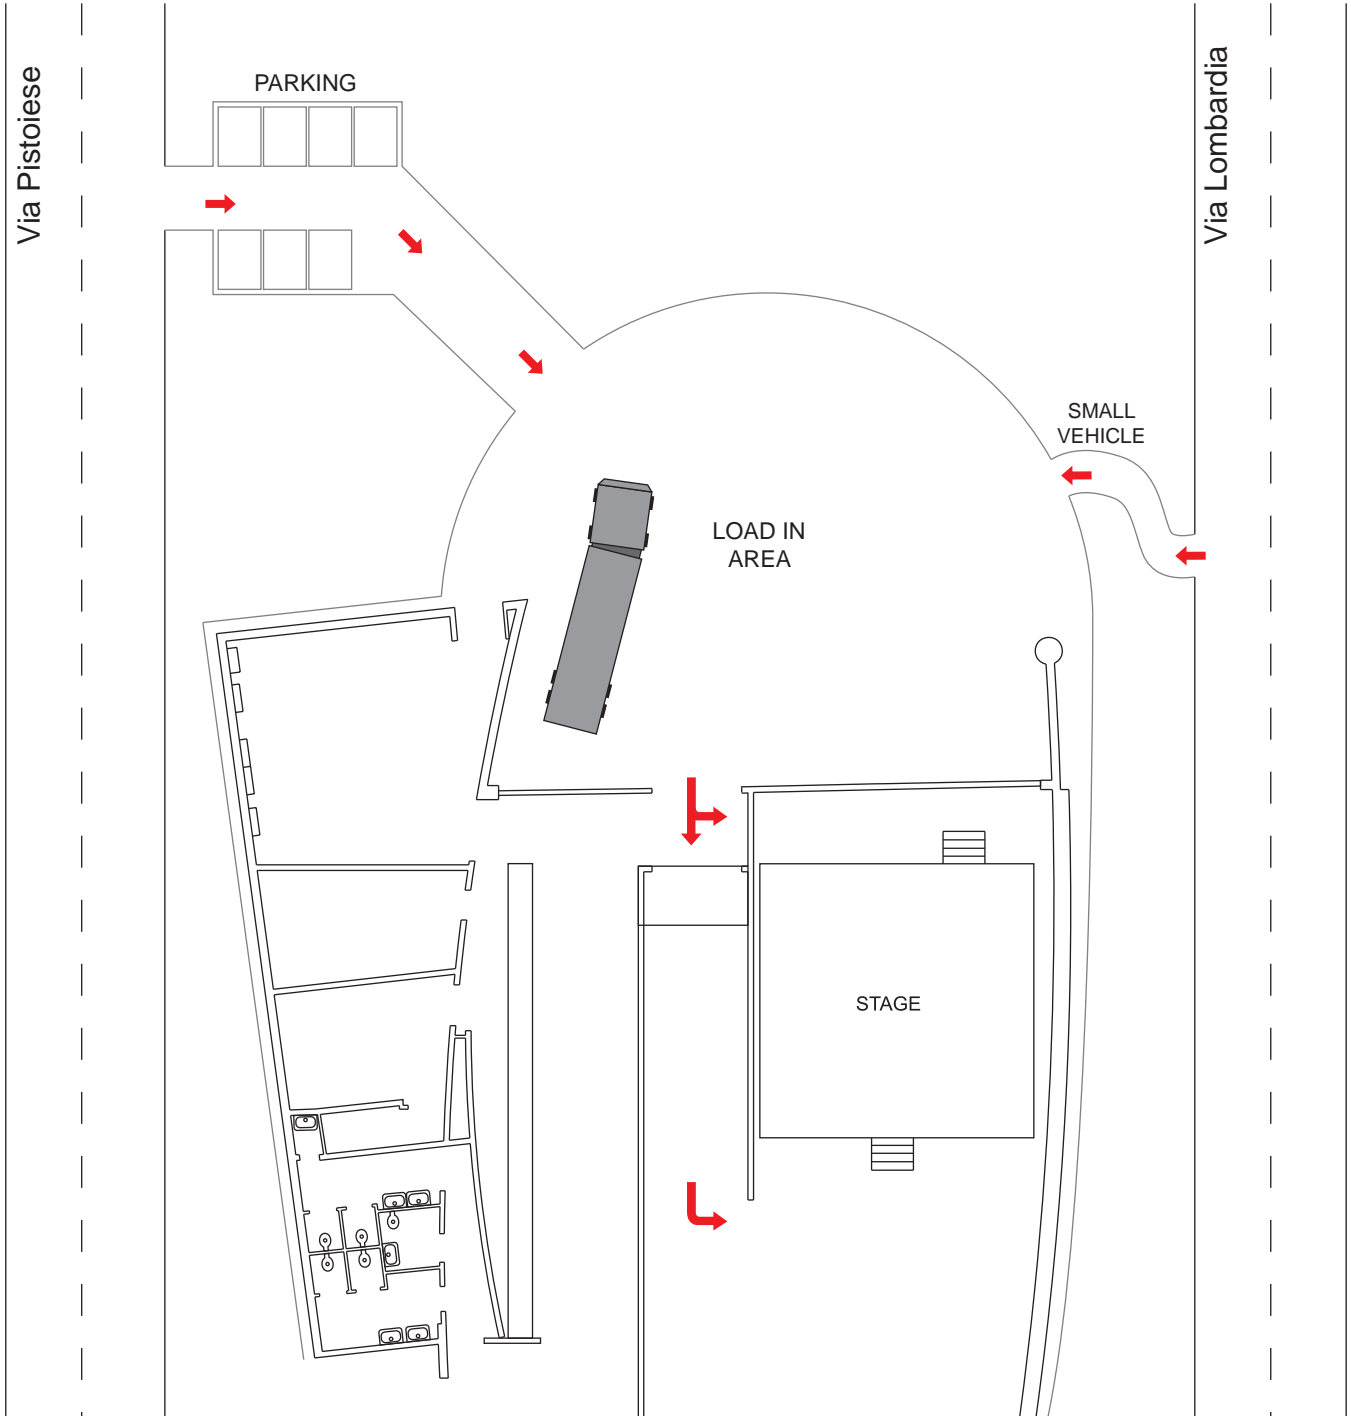 PARKING
Via Pistoiese
Via Lombardia
SMALL
VEHICLE
LOAD IN
AREA
STAGE